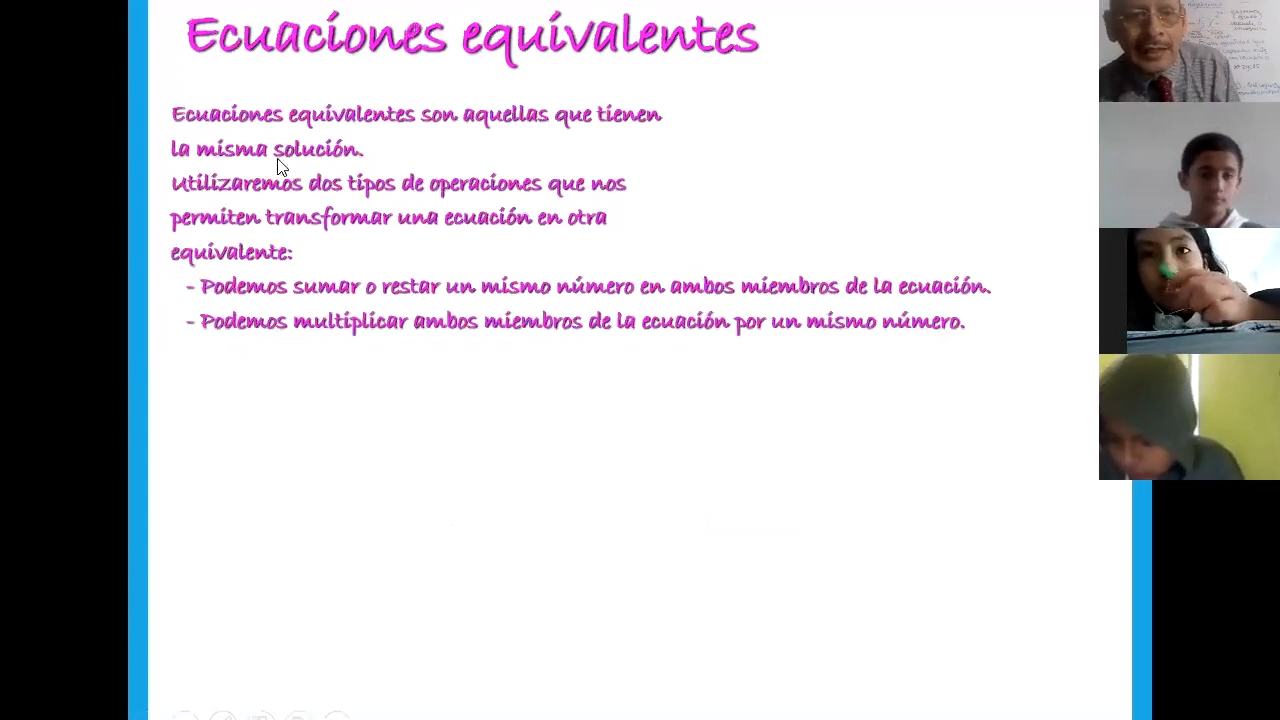 Ecuaciones equivalentes
Ecuaciones equivalentes son aquellas que tienen
la misma solución.
Utilizaremos dos tipos de operaciones que nos
permiten transformar una ecuación en otra
equivalente:
- Podemos sumar o restar un mismo número en ambos miembros de la ecuación.
- Podemos multiplicar ambos miembros de la ecuación por un mismo número.